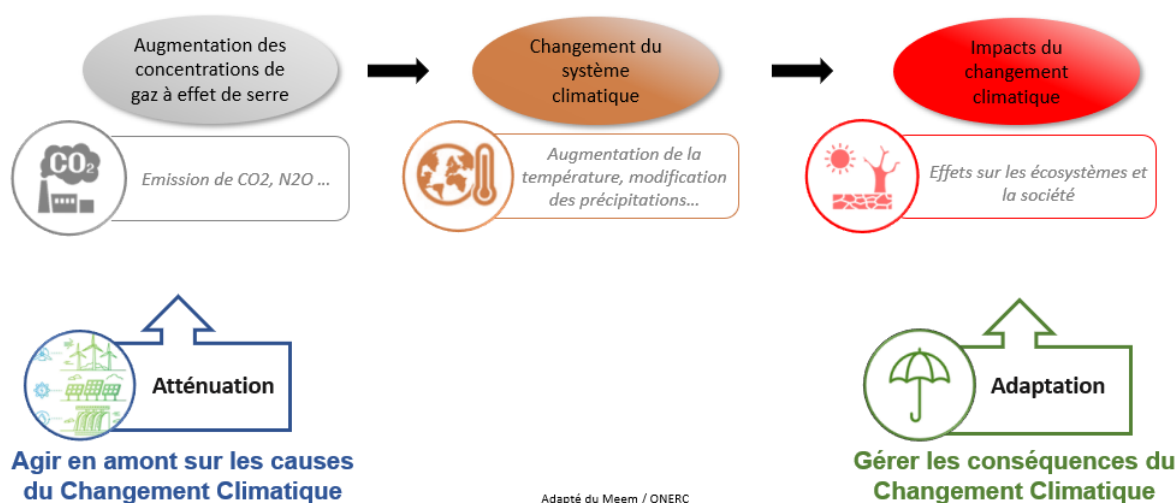 Augmentation des
concentrations de
gaz à effet de serre
Changement du
système
climatique
Impacts du
changement
climatique
CO2
Emission de CO2, N2O ...
Augmentation de la
température, modification
des précipitations...
Effets sur les écosystèmes et
la société
Atténuation
Adaptation
Agir en amont sur les causes
du Changement Climatique
Gérer les conséquences du
Changement Climatique
Adapté du Meem / ONERC